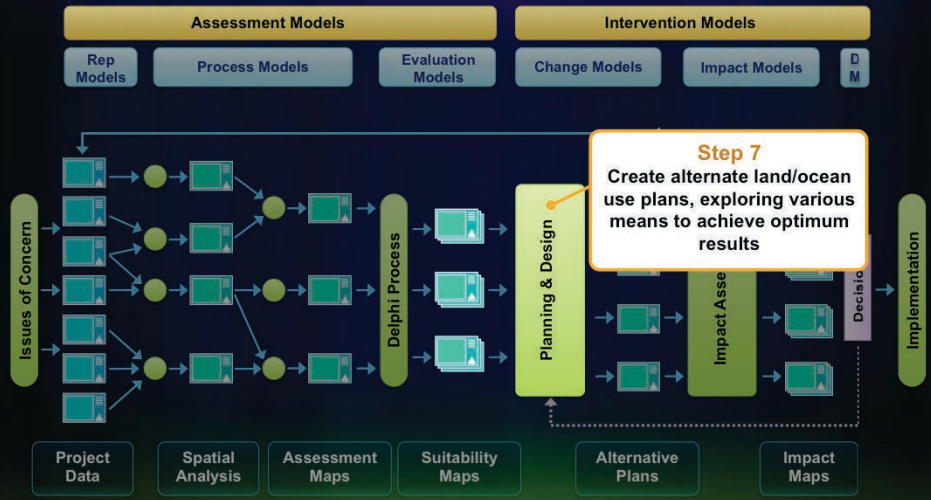 Assessment Models
Intervention Models
Rep
Models
Process Models
Evaluation
Models
Change Models
Impact Models
D
M
Step 7
Create alternate land/ocean
use plans, exploring various
means to achieve optimum
results
Issues of Concern
Delphi Process
Planning & Design
Impact Asse
Decisio
Implementation
Project
Data
Spatial
Analysis
Assessment
Maps
Suitability
Maps
Alternative
Plans
Impact
Maps